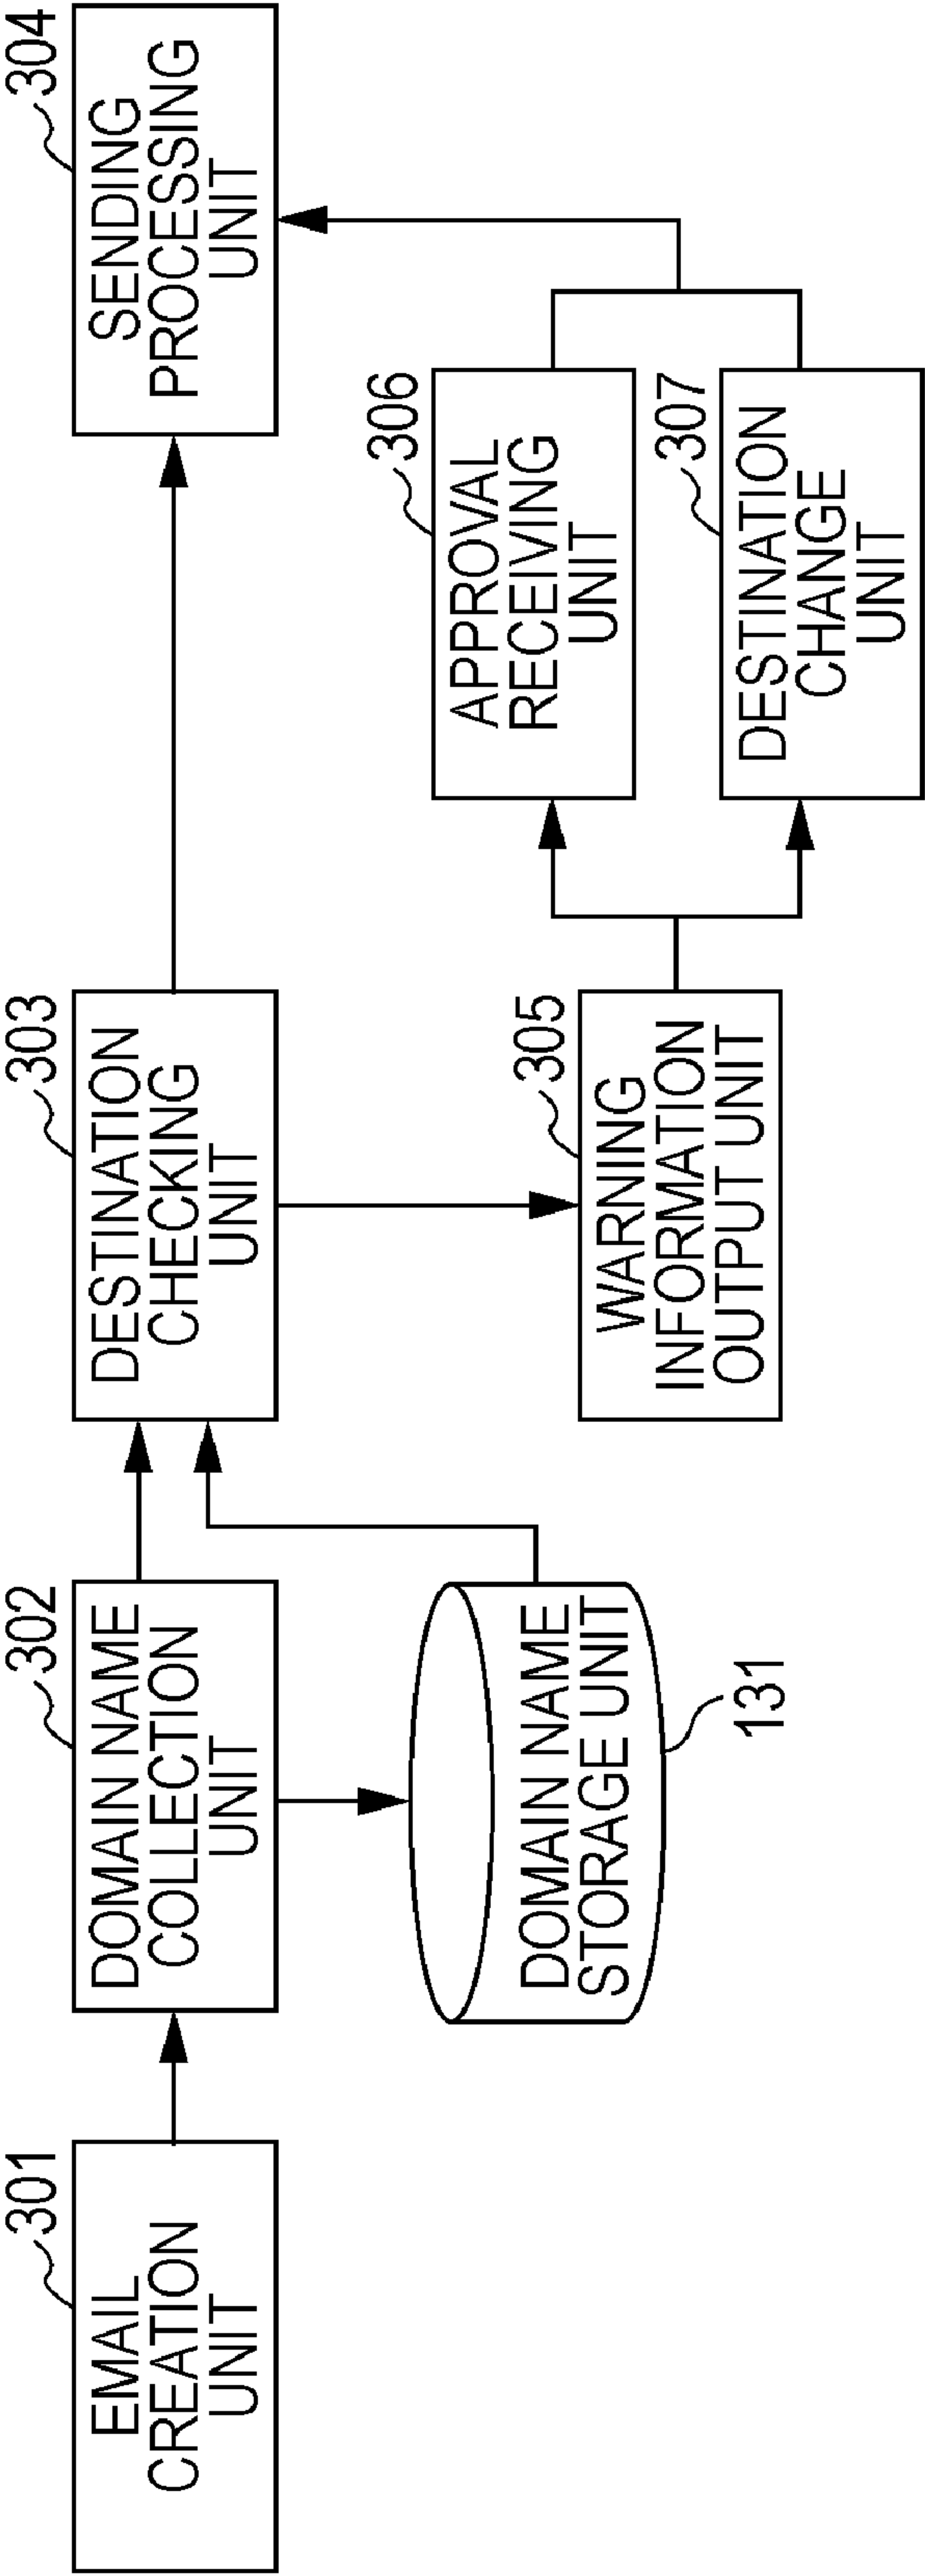 301
EMAIL
CREATION
UNIT
302
DOMAIN NAME
COLLECTION
UNIT
303
DESTINATION
CHECKING
UNIT
304
SENDING
PROCESSING
UNIT
DOMAIN NAME
STORAGE UNIT
131
305
WARNING
INFORMATION
OUTPUT UNIT
306
APPROVAL
RECEIVING
UNIT
307
DESTINATION
CHANGE
UNIT